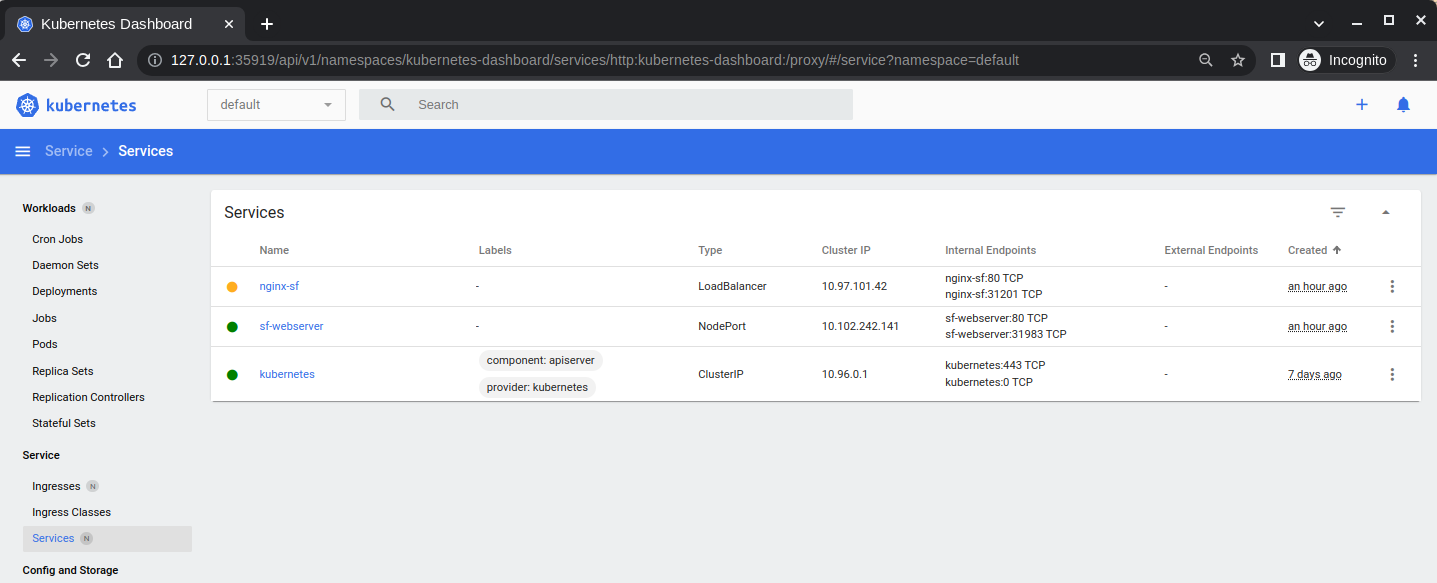 Kubernetes Dashboard
127.0.0.1:35919/api/v1/namespaces/kubernetes-dashboard/services/http:kubernetes-dashboard:/proxy/#/service?namespace=default
Incognito
kubernetes
default
Search
Service
Services
Workloads N
Cron Jobs
Daemon Sets
Deployments
Jobs
Pods
Replica Sets
Replication Controllers
Stateful Sets
Service
Ingresses N
Ingress Classes
Services N
Config and Storage
Services
Name Labels Type Cluster IP Internal Endpoints External Endpoints Created
nginx-sf - LoadBalancer 10.97.101.42 nginx-sf:80 TCP - an hour ago
nginx-sf:31201 TCP
sf-webserver - NodePort 10.102.242.141 sf-webserver:80 TCP - an hour ago
sf-webserver:31983 TCP
component: apiserver
provider: kubernetes
kubernetes ClusterIP 10.96.0.1 kubernetes:443 TCP - 7 days ago
kubernetes:0 TCP